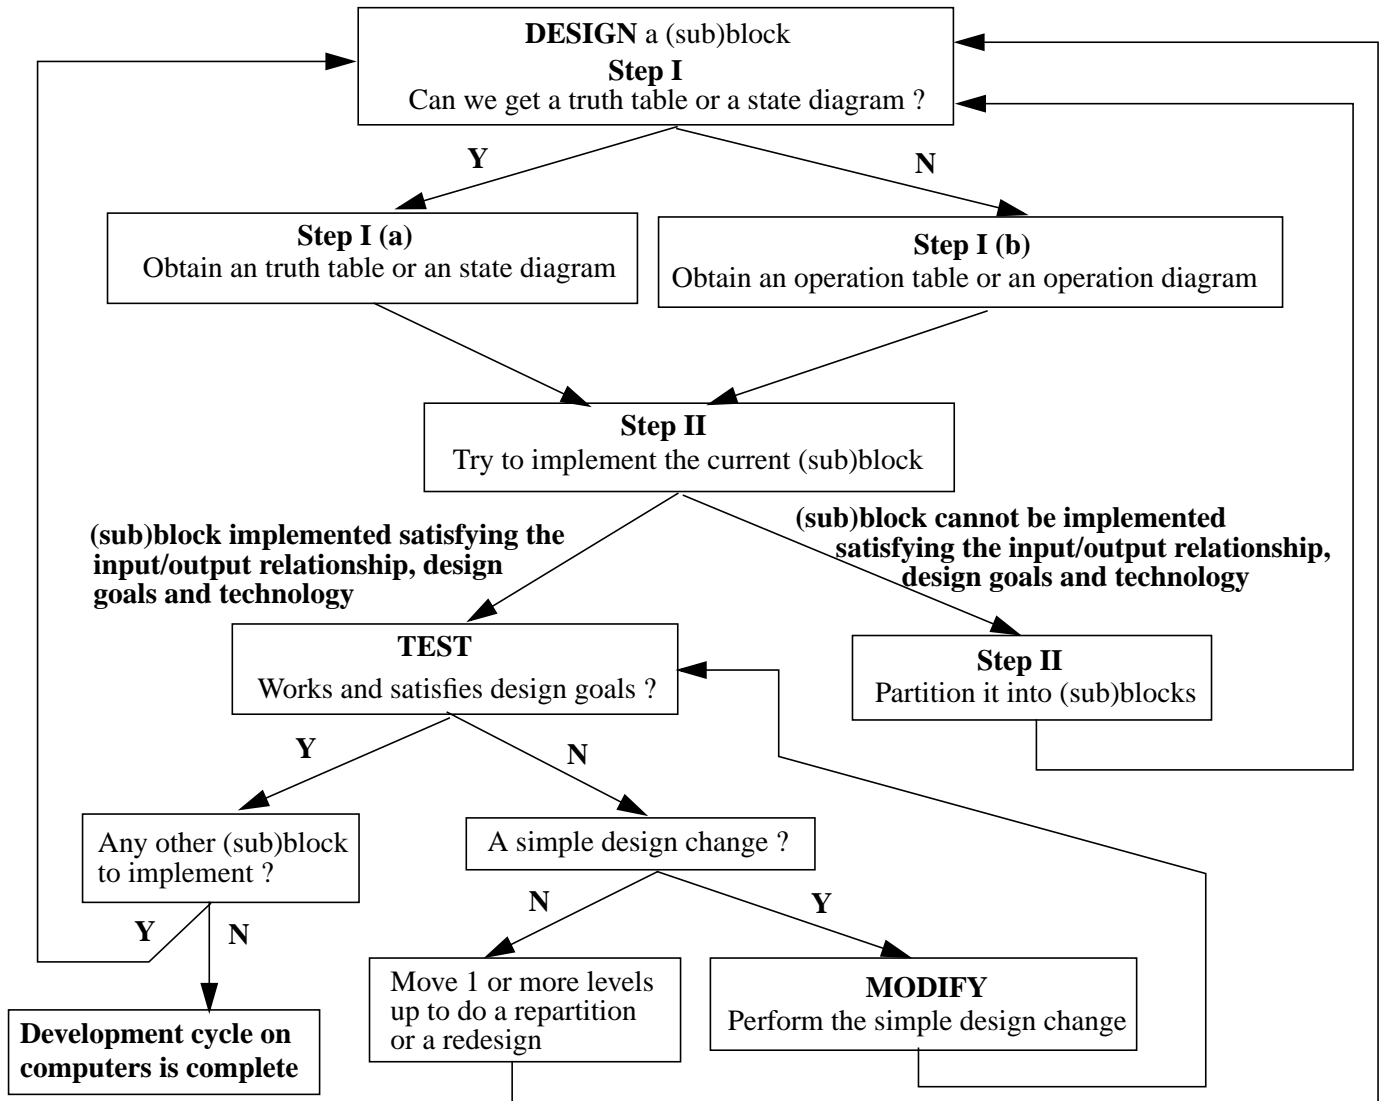 DESIGN a (sub)block
Step I
Can we get a truth table or a state diagram ?
Y
N
Step I (a)
Obtain an truth table or an state diagram
Step I (b)
Obtain an operation table or an operation diagram
Step II
Try to implement the current (sub)block
(sub)block implemented satisfying the
input/output relationship, design
goals and technology
(sub)block cannot be implemented
satisfying the input/output relationship,
design goals and technology
TEST
Works and satisfies design goals ?
Step II
Partition it into (sub)blocks
Y
N
Any other (sub)block
to implement ?
A simple design change ?
Y
N
N
Y
Move 1 or more levels
up to do a repartition
or a redesign
MODIFY
Perform the simple design change
Development cycle on
computers is complete